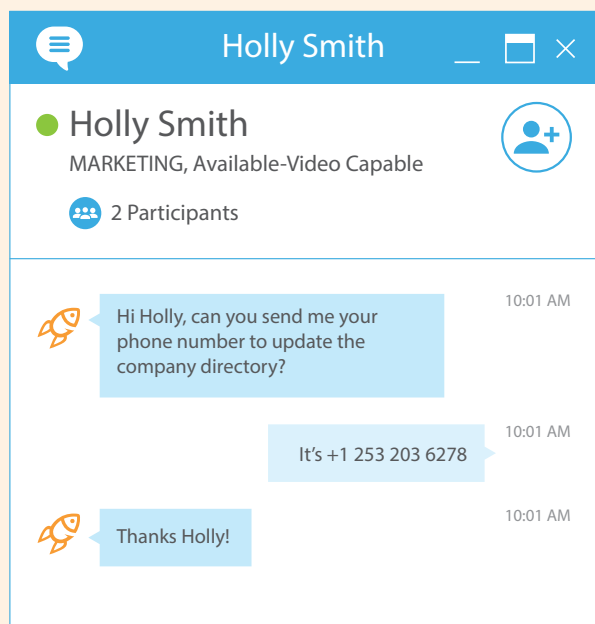 Holly Smith
Holly Smith
MARKETING, Available-Video Capable
2 Participants
10:01 AM
Hi Holly, can you send me your
phone number to update the
company directory?
10:01 AM
It’s +1 253 203 6278
10:01 AM
Thanks Holly!